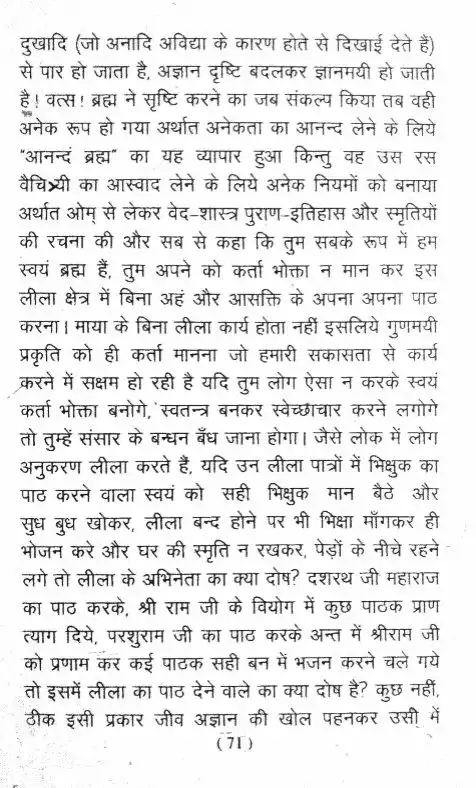 दुखादि (जो अनादि अविद्या के कारण होते से दिखाई देते हैं)
से पार हो जाता है, अज्ञान दृष्टि बदलकर ज्ञानमयी हो जाती
है! वत्स! ब्रह्म ने सृष्टि करने का जब संकल्प किया तब वही
अनेक रूप हो गया अर्थात अनेकता का आनन्द लेने के लिये
"आनन्दं ब्रह्म" का यह व्यापार हुआ किन्तु वह उस रस
वैचित्र्यी का आस्वाद लेने के लिये अनेक नियमों को बनाया
अर्थात ओम् से लेकर वेद-शास्त्र पुराण-इतिहास और स्मृतियों
की रचना की और सब से कहा कि तुम सबके रूप में हम
स्वयं ब्रह्म हैं, तुम अपने को कर्ता भोक्ता न मान कर इस
लीला क्षेत्र में बिना अहं और आसक्ति के अपना अपना पाठ
करना। माया के बिना लीला कार्य होता नहीं इसलिये गुणमयी
प्रकृति को ही कर्ता मानना जो हमारी सकासता से कार्य
करने में सक्षम हो रही है यदि तुम लोग ऐसा न करके स्वयं
कर्ता भोक्ता बनोगे, स्वतन्त्र बनकर स्वेच्छाचार करने लगोगे
तो तुम्हें संसार के बन्धन बँध जाना होगा। जैसे लोक में लोग
अनुकरण लीला करते हैं, यदि उन लीला पात्रों में भिक्षुक का
पाठ करने वाला स्वयं को सही भिक्षुक मान बैठे और
सुध बुध खोकर, लीला बन्द होने पर भी भिक्षा माँगकर ही
भोजन करे और घर की स्मृति न रखकर, पेड़ों के नीचे रहने
लगे तो लीला के अभिनेता का क्या दोष? दशरथ जी महाराज
का पाठ करके, श्री राम जी के वियोग में कुछ पाठक प्राण
त्याग दिये, परशुराम जी का पाठ करके अन्त में श्रीराम जी
को प्रणाम कर कई पाठक सही बन में भजन करने चले गये
तो इसमें लीला का पाठ देने वाले का क्या दोष है? कुछ नहीं,
ठीक इसी प्रकार जीव अज्ञान की खोल पहनकर उसी में
(71)